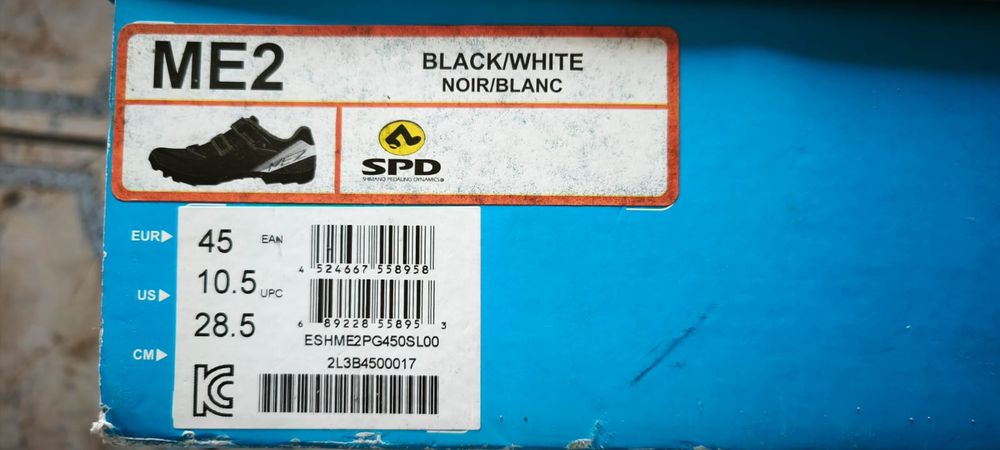 ME2
BLACK/WHITE
NOIR/BLANC
ME2
SPD
SHIMANO PEDALING DYNAMICS
EUR
45
EAN
4 524667 558958
US
10.5
UPC
6 89228 55895 3
CM
28.5
ESHME2PG450SL00
2L3B4500017